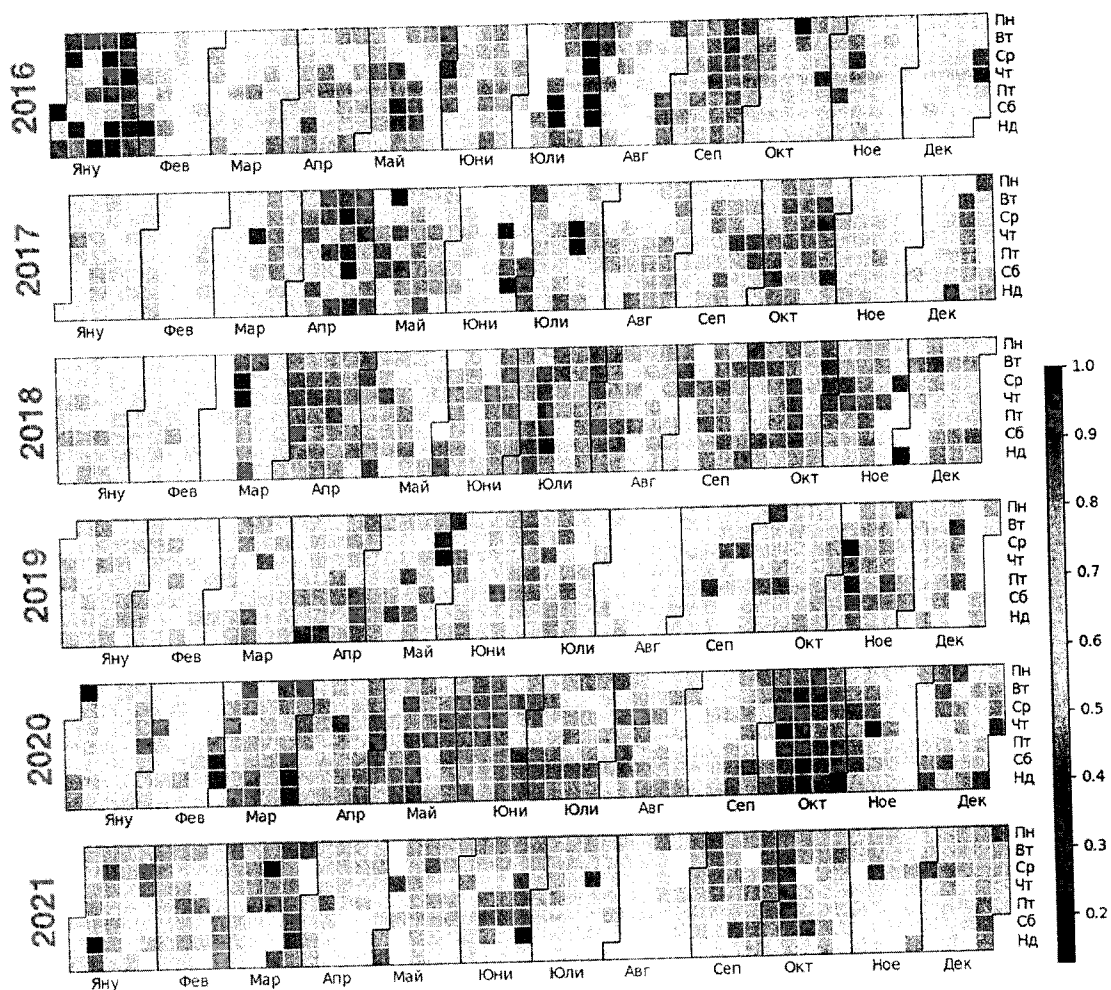 2016
Пн
Вт
Ср
Чт
Пт
Сб
Нд
Яну Фев Мар Апр Май Юни Юли Авг Сеп Окт Ное Дек
2017
Пн
Вт
Ср
Чт
Пт
Сб
Нд
Яну Фев Мар Апр Май Юни Юли Авг Сеп Окт Ное Дек
2018
Пн
Вт
Ср
Чт
Пт
Сб
Нд
Яну Фев Мар Апр Май Юни Юли Авг Сеп Окт Ное Дек
2019
Пн
Вт
Ср
Чт
Пт
Сб
Нд
Яну Фев Мар Апр Май Юни Юли Авг Сеп Окт Ное Дек
2020
Пн
Вт
Ср
Чт
Пт
Сб
Нд
Яну Фев Мар Апр Май Юни Юли Авг Сеп Окт Ное Дек
2021
Пн
Вт
Ср
Чт
Пт
Сб
Нд
Яну Фев Мар Апр Май Юни Юли Авг Сеп Окт Ное Дек
1.0
0.9
0.8
0.7
0.6
0.5
0.4
0.3
0.2